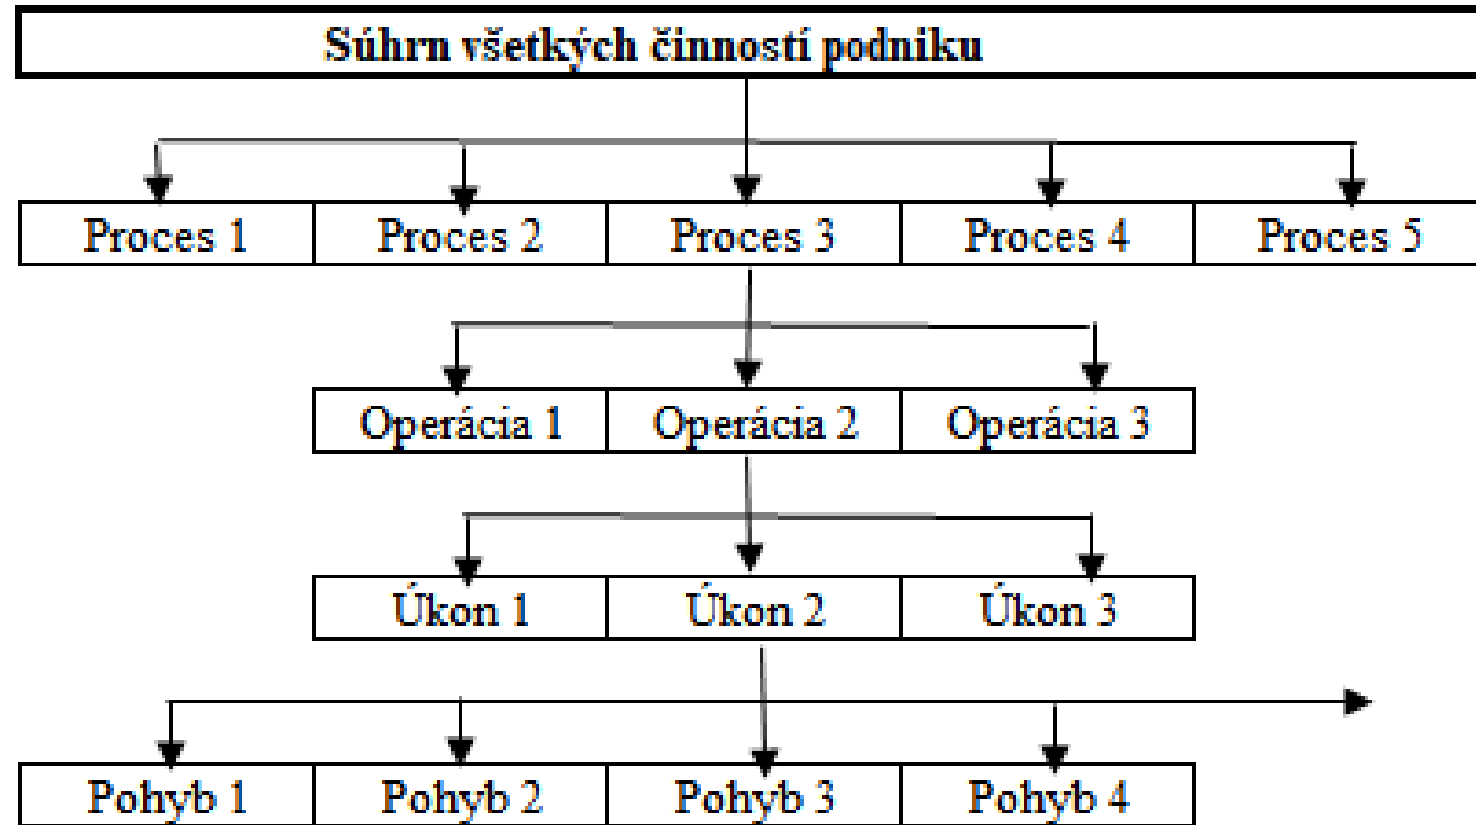 Súhrn všetkých činností podniku
Proces 1 Proces 2 Proces 3 Proces 4 Proces 5
Operácia 1 Operácia 2 Operácia 3
Úkon 1 Úkon 2 Úkon 3
Pohyb 1 Pohyb 2 Pohyb 3 Pohyb 4